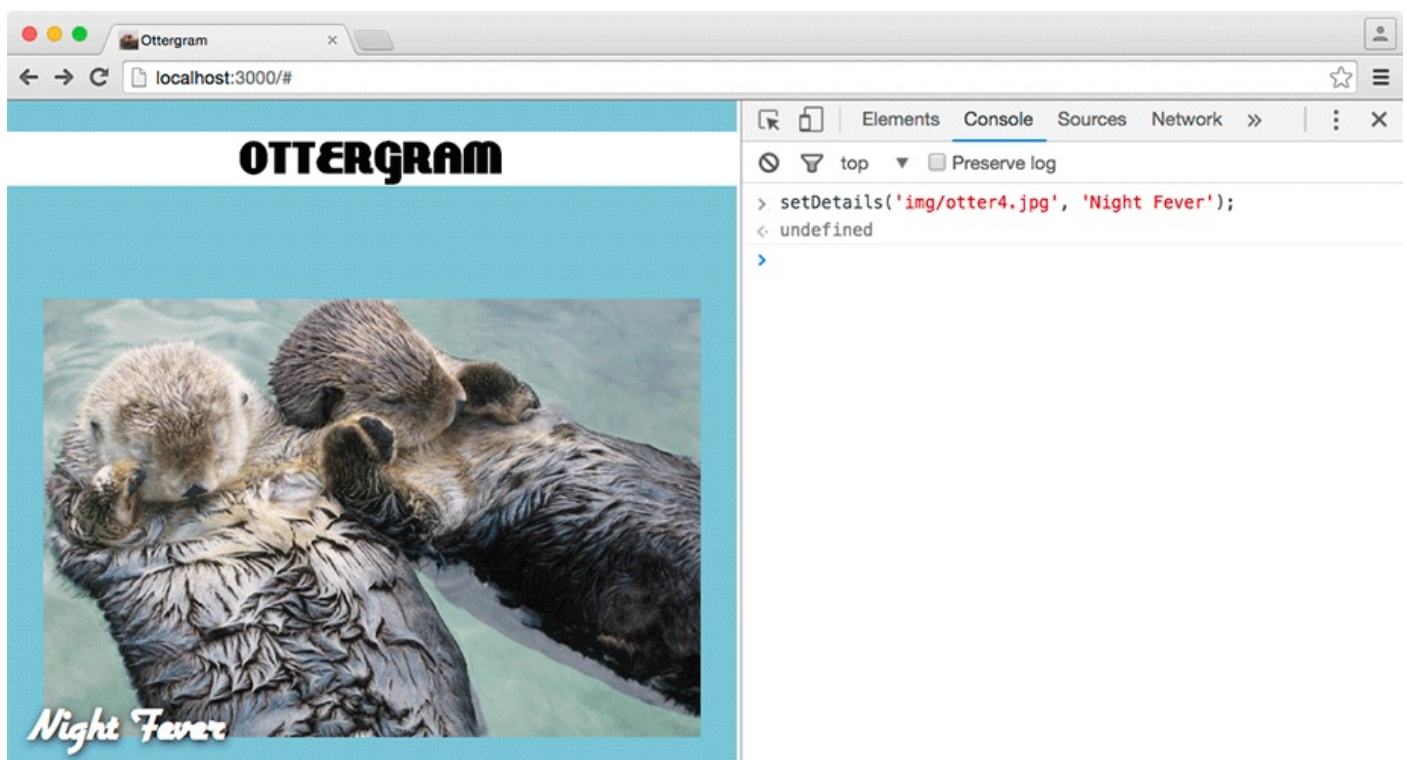 Ottergram
localhost:3000/#
OTTERGRAM
Night Fever
Elements Console Sources Network »
top Preserve log
> setDetails('img/otter4.jpg', 'Night Fever');
undefined
>